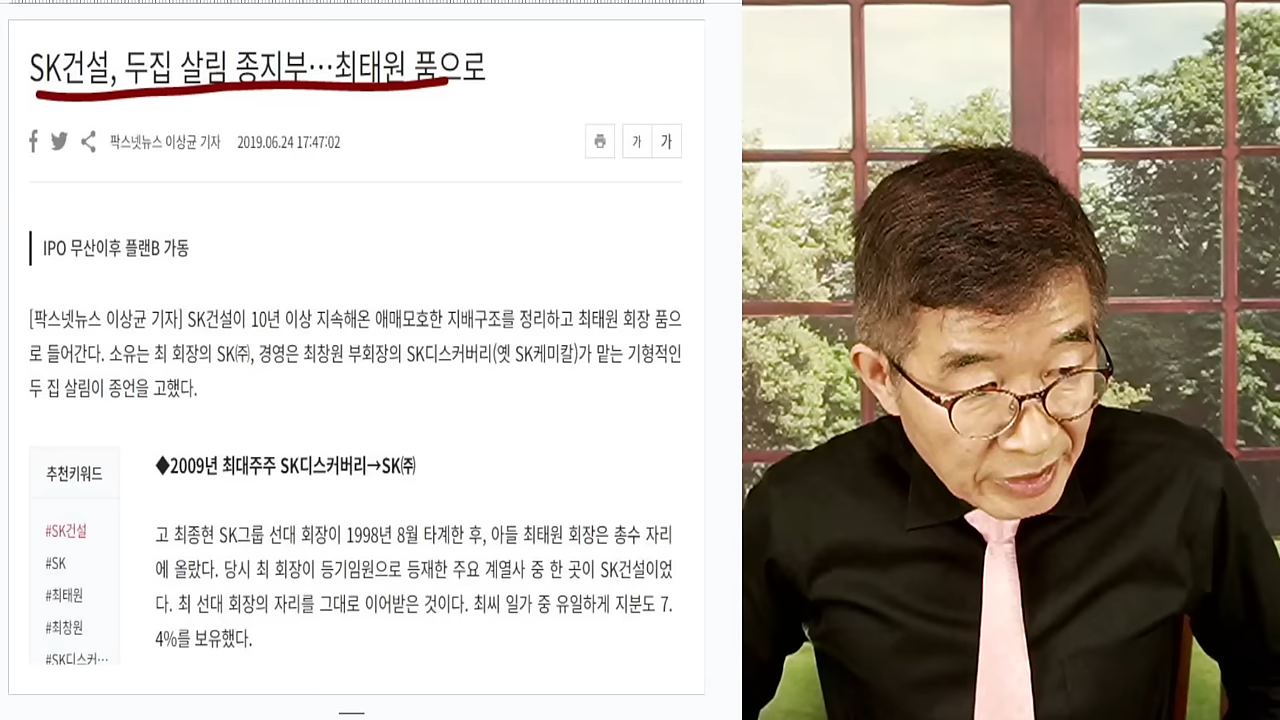 SK건설, 두집 살림 종지부…최태원 품으로
팍스넷뉴스 이상균 기자 2019.06.24 17:47:02
가 가
IPO 무산이후 플랜B 가동
[팍스넷뉴스 이상균 기자] SK건설이 10년 이상 지속해온 애매모호한 지배구조를 정리하고 최태원 회장 품으
로 들어간다. 소유는 최 회장의 SK㈜, 경영은 최창원 부회장의 SK디스커버리(옛 SK케미칼)가 맡는 기형적인
두 집 살림이 종언을 고했다.
추천키워드
#SK건설
#SK
#최태원
#최창원
#SK디스커…
◆2009년 최대주주 SK디스커버리→SK㈜
고 최종현 SK그룹 선대 회장이 1998년 8월 타계한 후, 아들 최태원 회장은 총수 자리
에 올랐다. 당시 최 회장이 등기임원으로 등재한 주요 계열사 중 한 곳이 SK건설이었
다. 최 선대 회장의 자리를 그대로 이어받은 것이다. 최씨 일가 중 유일하게 지분도 7.
4%를 보유했다.